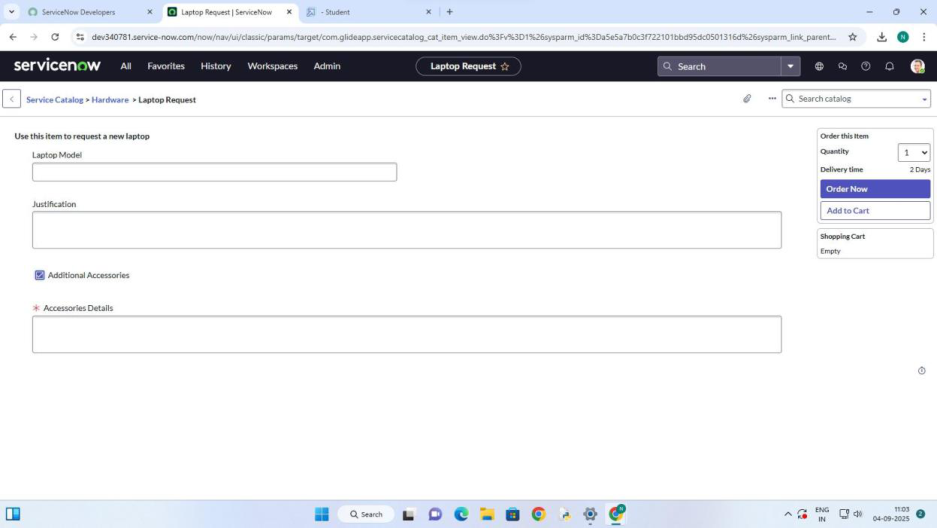 ServiceNow Developers
Laptop Request | ServiceNow
- Student
dev340781.service-now.com/now/nav/ui/classic/params/target/com.glideapp.servicecatalog_cat_item_view.do%3Fv%3D1%26sysparm_id%3Da5e5a7b0c3f722101bbd95dc0501316d%26sysparm_link_parent...
N
servicenow
All
Favorites
History
Workspaces
Admin
Laptop Request
Search
Service Catalog > Hardware > Laptop Request
Search catalog
Use this item to request a new laptop
Laptop Model
Justification
Additional Accessories
* Accessories Details
Order this Item
Quantity
1
Delivery time
2 Days
Order Now
Add to Cart
Shopping Cart
Empty
Search
ENG
IN
11:03
04-09-2025
2